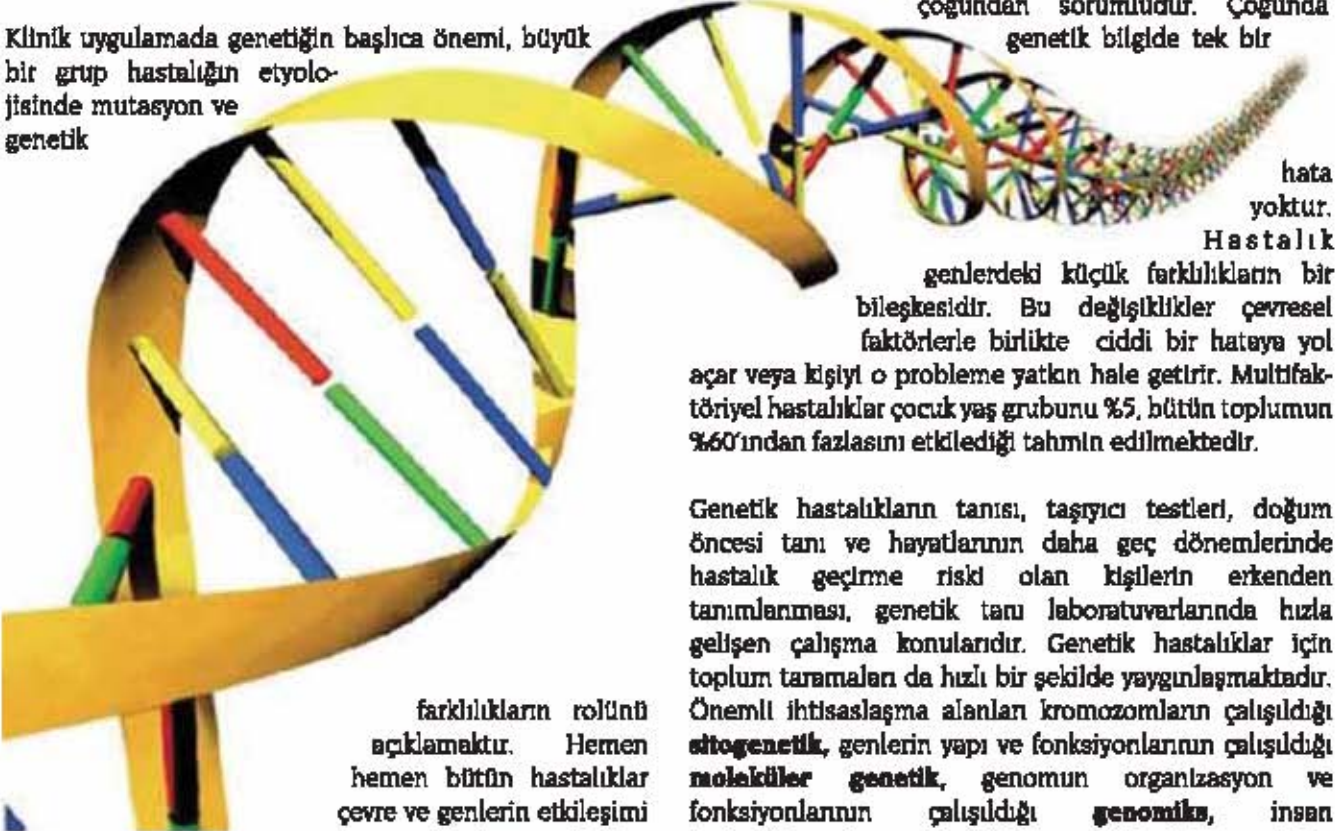 Klinik uygulamada genetiğin başlıca önemi, büyük
bir grup hastalığın etyolo-
jisinde mutasyon ve
genetik
farklılıkların rolünü
açıklamaktır. Hemen
hemen bütün hastalıklar
çevre ve genlerin etkileşimi
çoğundan sorumludur. Çoğunda
genetik bilgide tek bir
hata
yoktur.
Hastalık
genlerdeki küçük farklılıkların bir
bileşkesidir. Bu değişiklikler çevresel
faktörlerle birlikte ciddi bir hataya yol
açar veya kişiyi o probleme yatkın hale getirir. Multifak-
töriyel hastalıklar çocuk yaş grubunu %5, bütün toplumun
%60'ından fazlasını etkilediği tahmin edilmektedir.
Genetik hastalıkların tanısı, taşıyıcı testleri, doğum
öncesi tanı ve hayatlarının daha geç dönemlerinde
hastalık geçirme riski olan kişilerin erkenden
tanımlanması, genetik tanı laboratuvarlarında hızla
gelişen çalışma konularıdır. Genetik hastalıklar için
toplum taramaları da hızlı bir şekilde yaygınlaşmaktadır.
Önemli ihtisaslaşma alanları kromozomların çalışıldığı
sitogenetik, genlerin yapı ve fonksiyonlarının çalışıldığı
moleküler genetik, genomun organizasyon ve
fonksiyonlarının çalışıldığı genomiks, insan